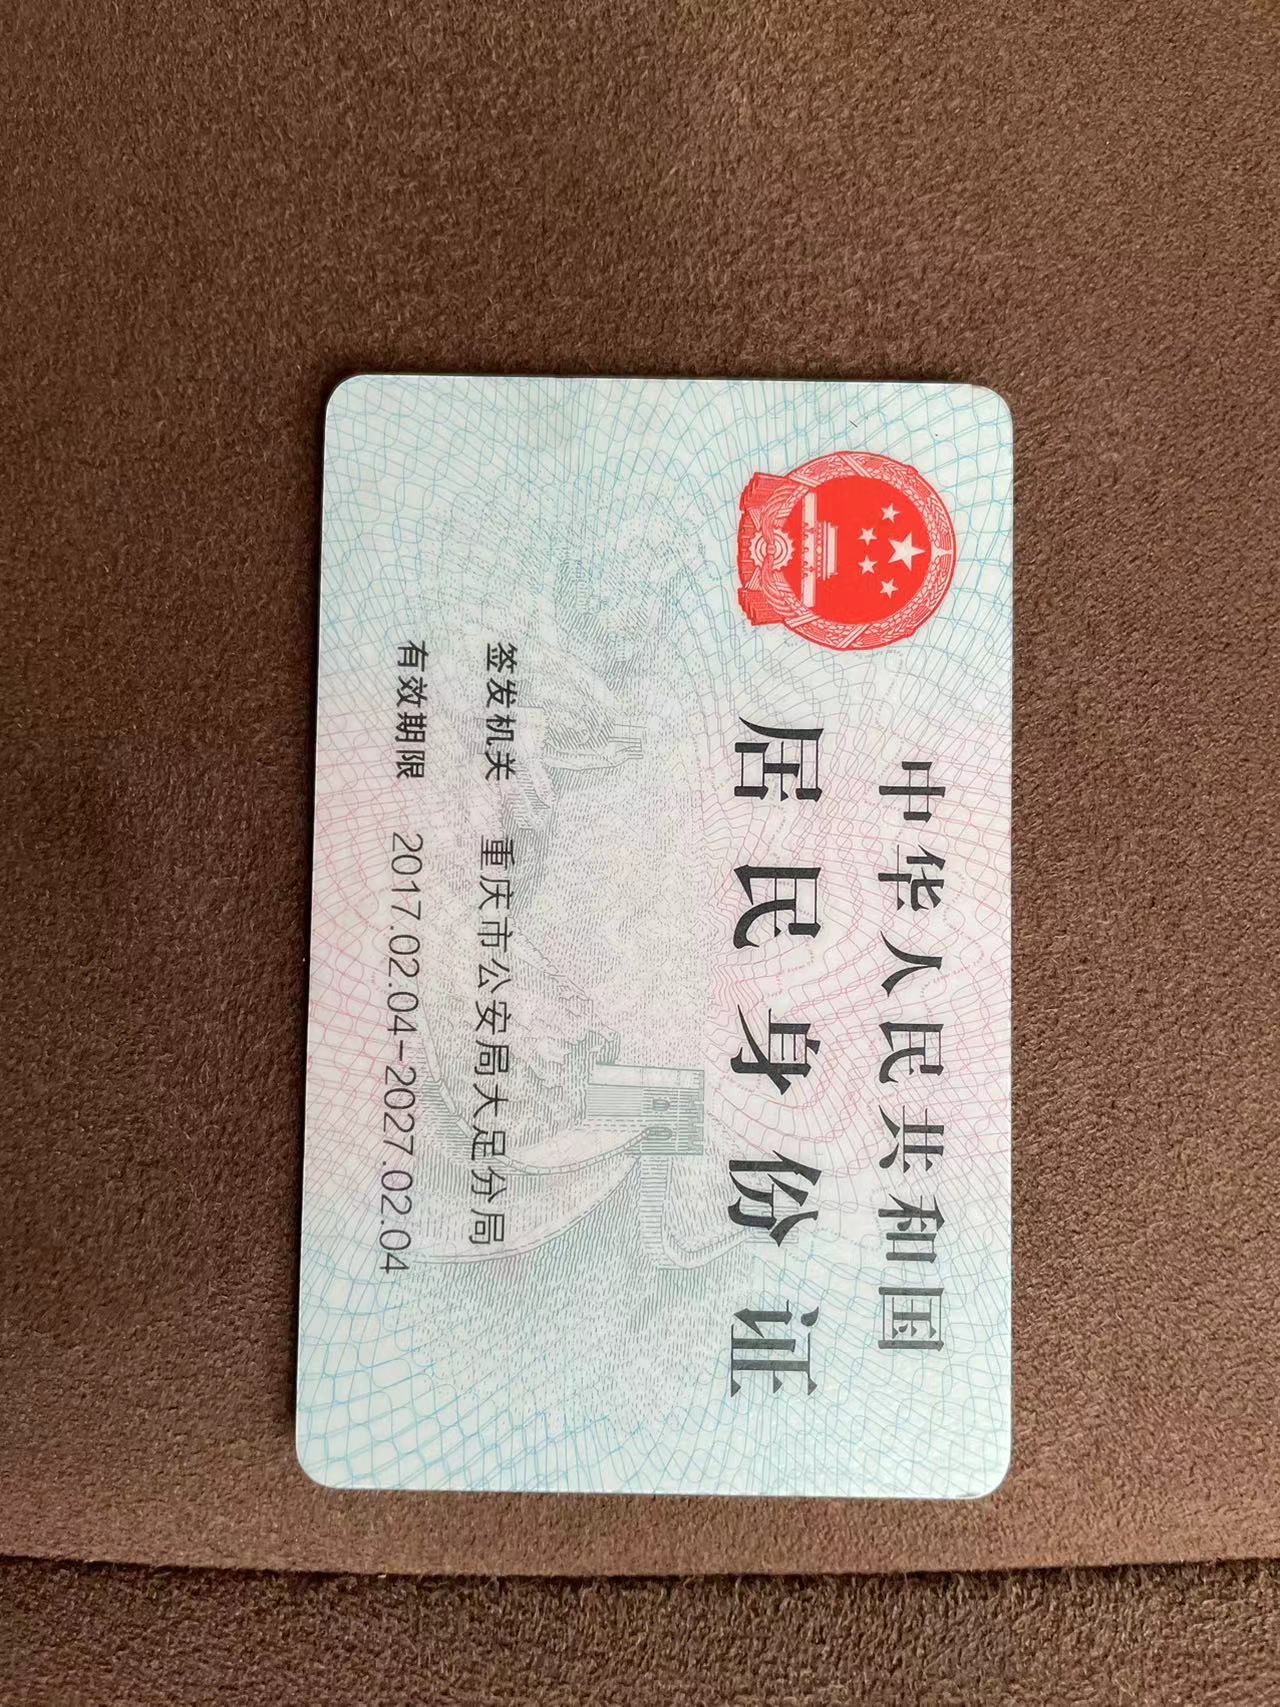 中华人民共和国
居民身份证
签发机关 重庆市公安局大足分局
有效期限 2017.02.04-2027.02.04